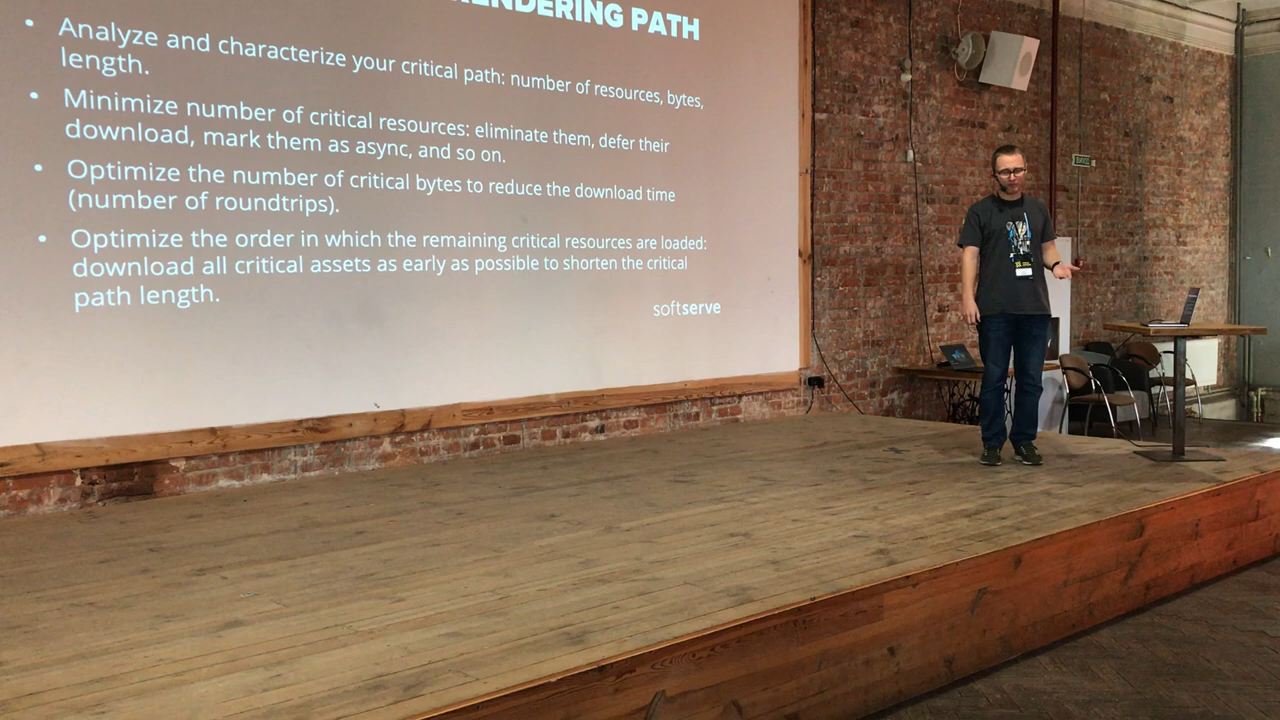 RENDERING PATH
• Analyze and characterize your critical path: number of resources, bytes,
length.
• Minimize number of critical resources: eliminate them, defer their
download, mark them as async, and so on.
• Optimize the number of critical bytes to reduce the download time
(number of roundtrips).
• Optimize the order in which the remaining critical resources are loaded:
download all critical assets as early as possible to shorten the critical
path length.
softserve